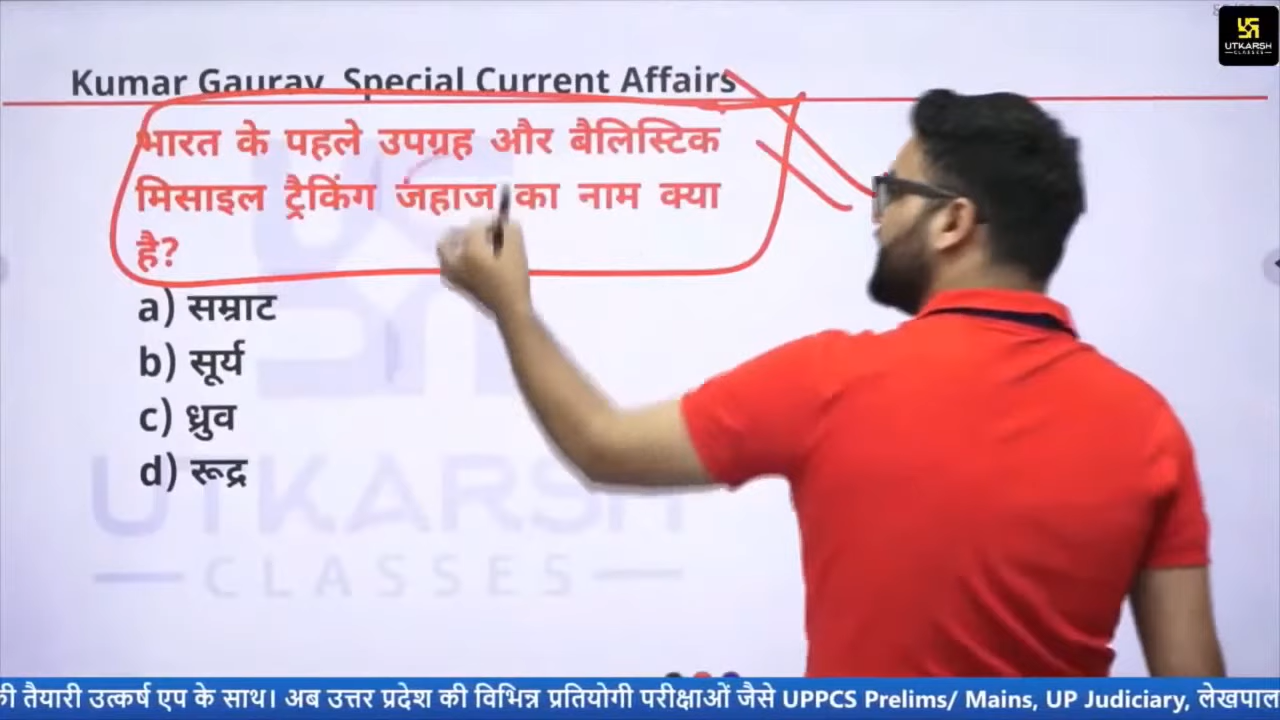 UTKARSH
CLASSES
Kumar Gaurav Special Current Affairs
भारत के पहले उपग्रह और बैलिस्टिक
मिसाइल ट्रैकिंग जहाज का नाम क्या
है?
a) सम्राट
b) सूर्य
c) ध्रुव
d) रूद्र
UTKARSH
CLASSES
की तैयारी उत्कर्ष एप के साथ। अब उत्तर प्रदेश की विभिन्न प्रतियोगी परीक्षाओं जैसे UPPCS Prelims/ Mains, UP Judiciary, लेखपाल